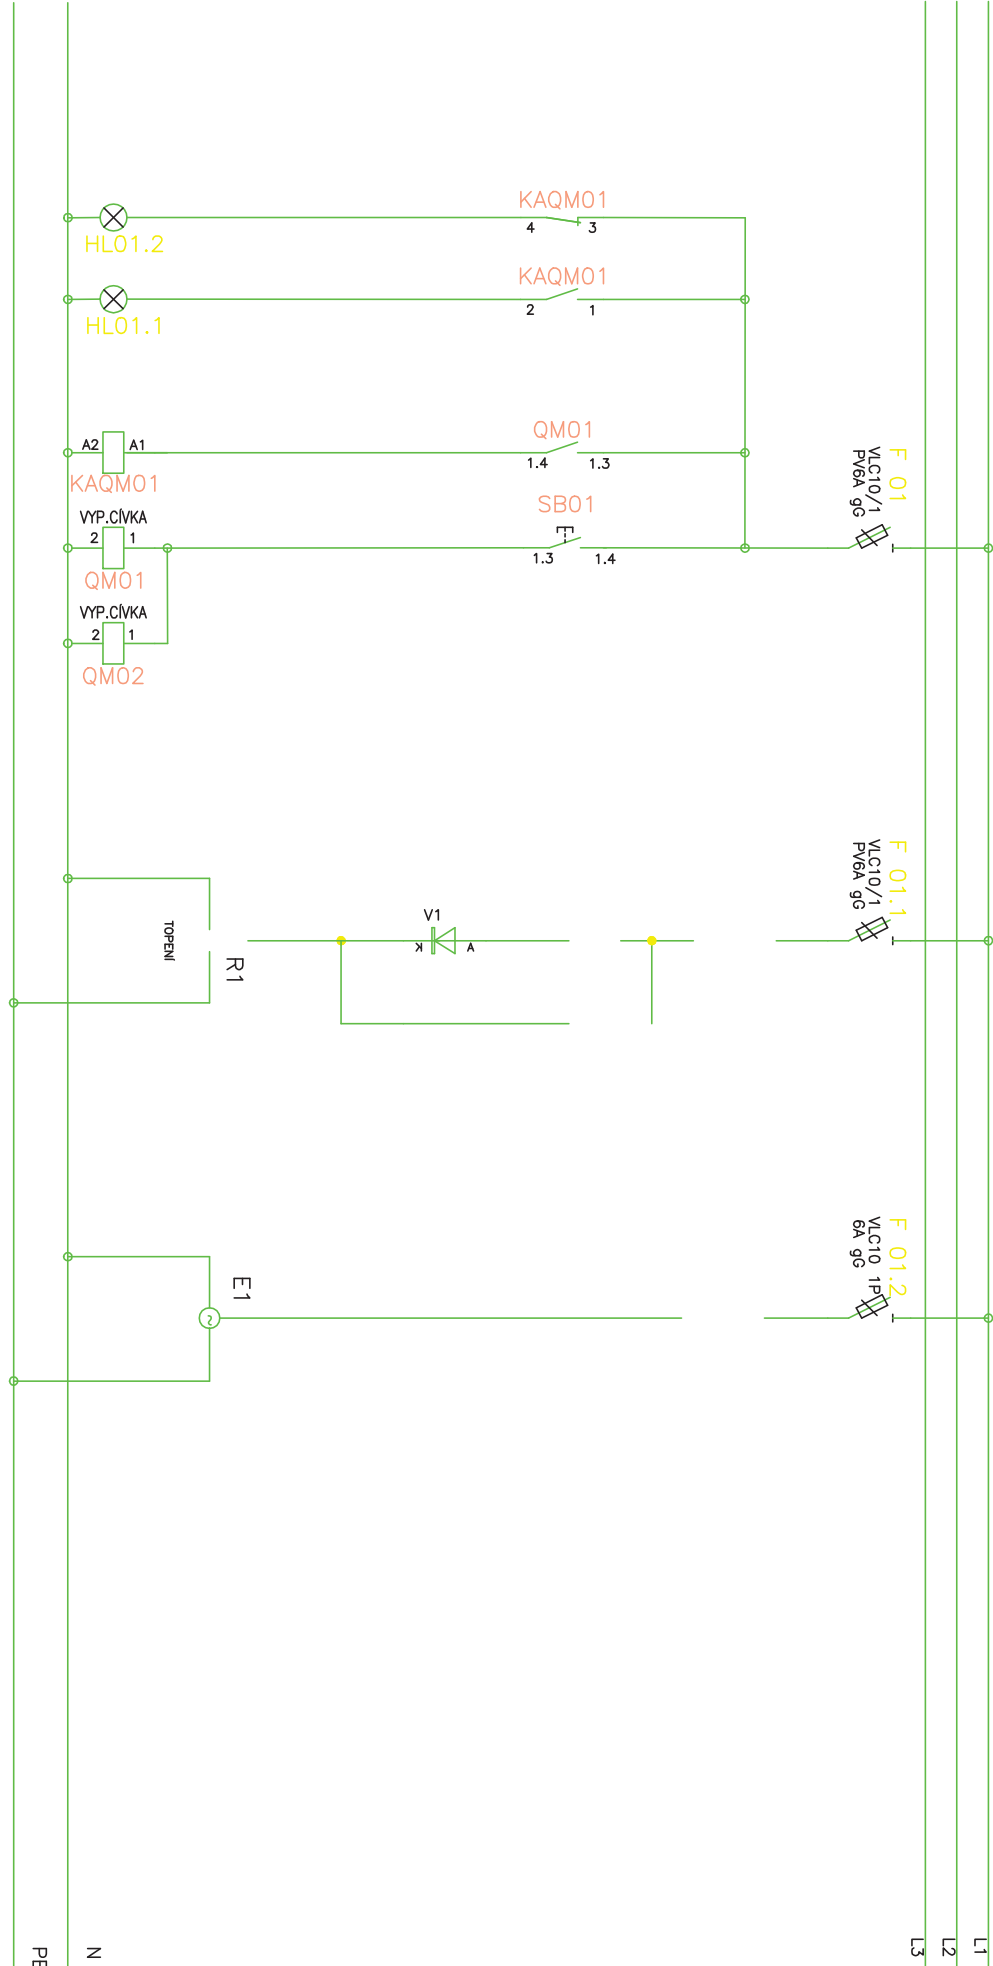 KAQM01
4 3
HL01.2
KAQM01
2 1
HL01.1
QM01
1.4 1.3
A2 A1
KAQM01
F 01
VLC10/1
PV6A gG
SB01
1.3 1.4
VYP.CÍVKA
2 1
QM01
VYP.CÍVKA
2 1
QM02
F 01.1
VLC10/1
PV6A gG
V1
K A
TOPENÍ
R1
F 01.2
VLC10 1P
6A gG
E1
L1
L2
L3
N
PE